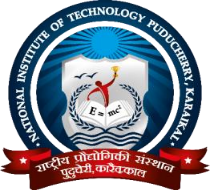 NATIONAL INSTITUTE OF TECHNOLOGY PUDUCHERRY, KARAIKAL
E = mc²
राष्ट्रीय प्रौद्योगिकी संस्थान
पुदुचेरी, कारैक्काल